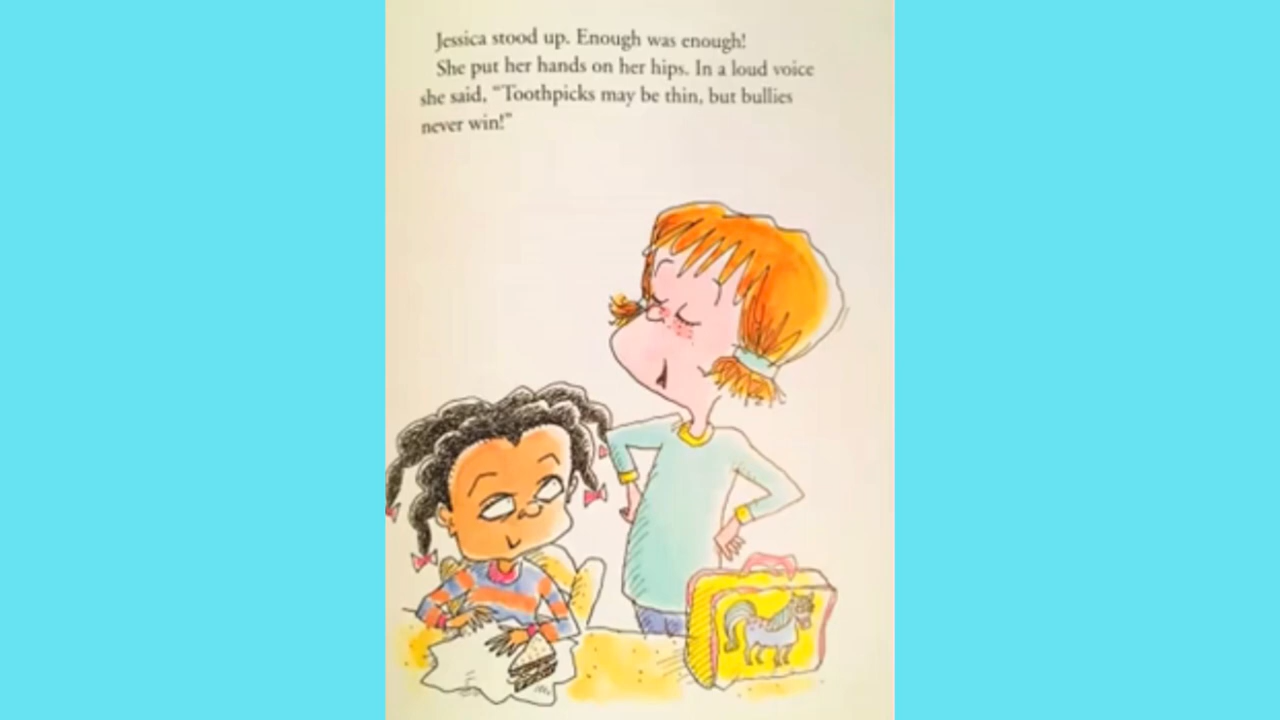 Jessica stood up. Enough was enough!
She put her hands on her hips. In a loud voice
she said, "Toothpicks may be thin, but bullies
never win!"